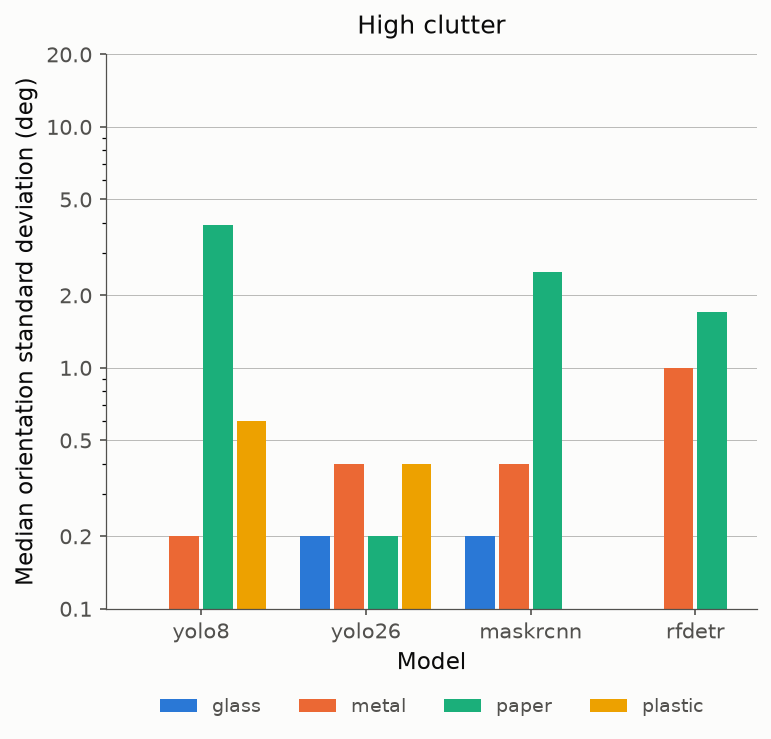 High clutter
Median orientation standard deviation (deg)
20.0
10.0
5.0
2.0
1.0
0.5
0.2
0.1
yolo8 yolo26 maskrcnn rfdetr
Model
glass metal paper plastic